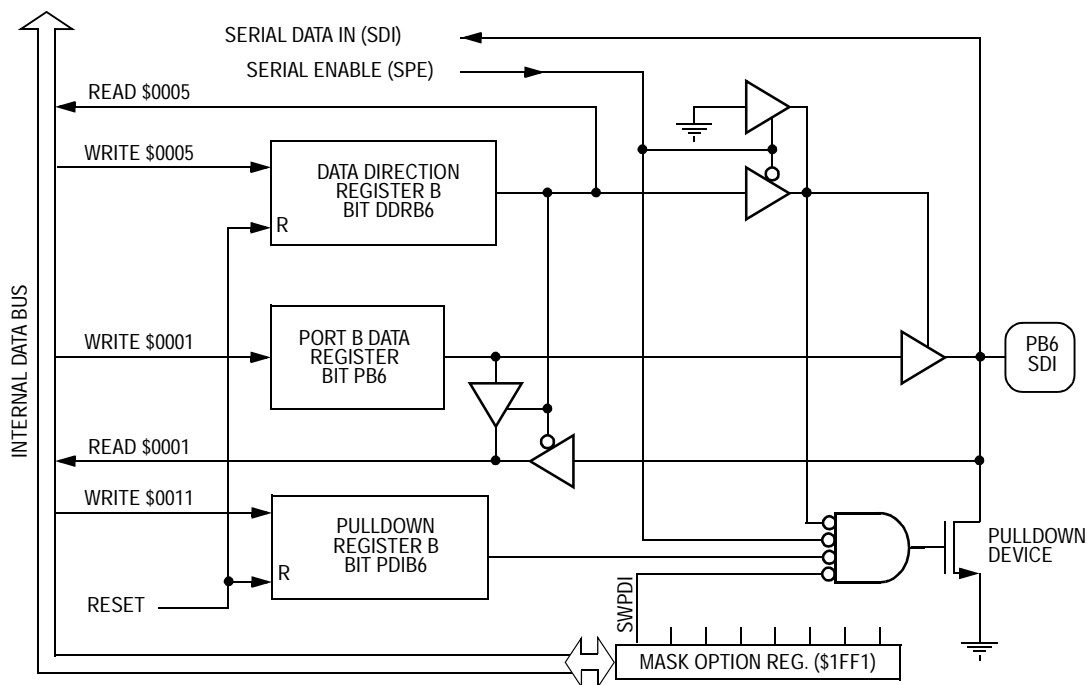 SERIAL DATA IN (SDI)
SERIAL ENABLE (SPE)
READ $0005
WRITE $0005
DATA DIRECTION
REGISTER B
BIT DDRB6
R
INTERNAL DATA BUS
WRITE $0001
PORT B DATA
REGISTER
BIT PB6
PB6
SDI
READ $0001
WRITE $0011
PULLDOWN
REGISTER B
BIT PDIB6
R
PULLDOWN
DEVICE
RESET
SWPDI
MASK OPTION REG. ($1FF1)